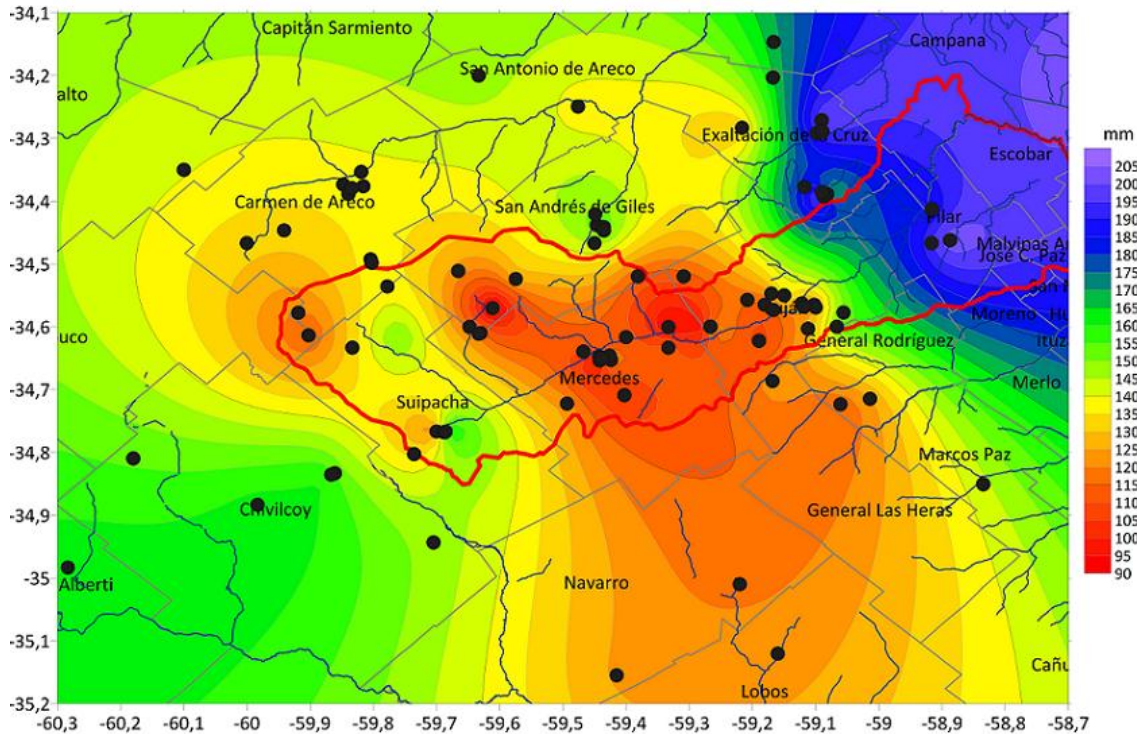 -34,1
-34,2
-34,3
-34,4
-34,5
-34,6
-34,7
-34,8
-34,9
-35
-35,1
-35,2
-60,3 -60,2 -60,1 -60 -59,9 -59,8 -59,7 -59,6 -59,5 -59,4 -59,3 -59,2 -59,1 -59 -58,9 -58,8 -58,7
Capitán Sarmiento
Campana
San Antonio de Areco
alto
Exaltación de Cruz
Escobar
Carmen de Areco
San Andrés de Giles
Pilar
Malvinas Ar
José C. Paz
San M
Moreno Hu
uco
General Rodríguez
Ituz
Mercedes
Merlo
Suipacha
Marcos Paz
Chivilcoy
General Las Heras
Alberti
Navarro
Cañu
Lobos
mm
205
200
195
190
185
180
175
170
165
160
155
150
145
140
135
130
125
120
115
110
105
100
95
90